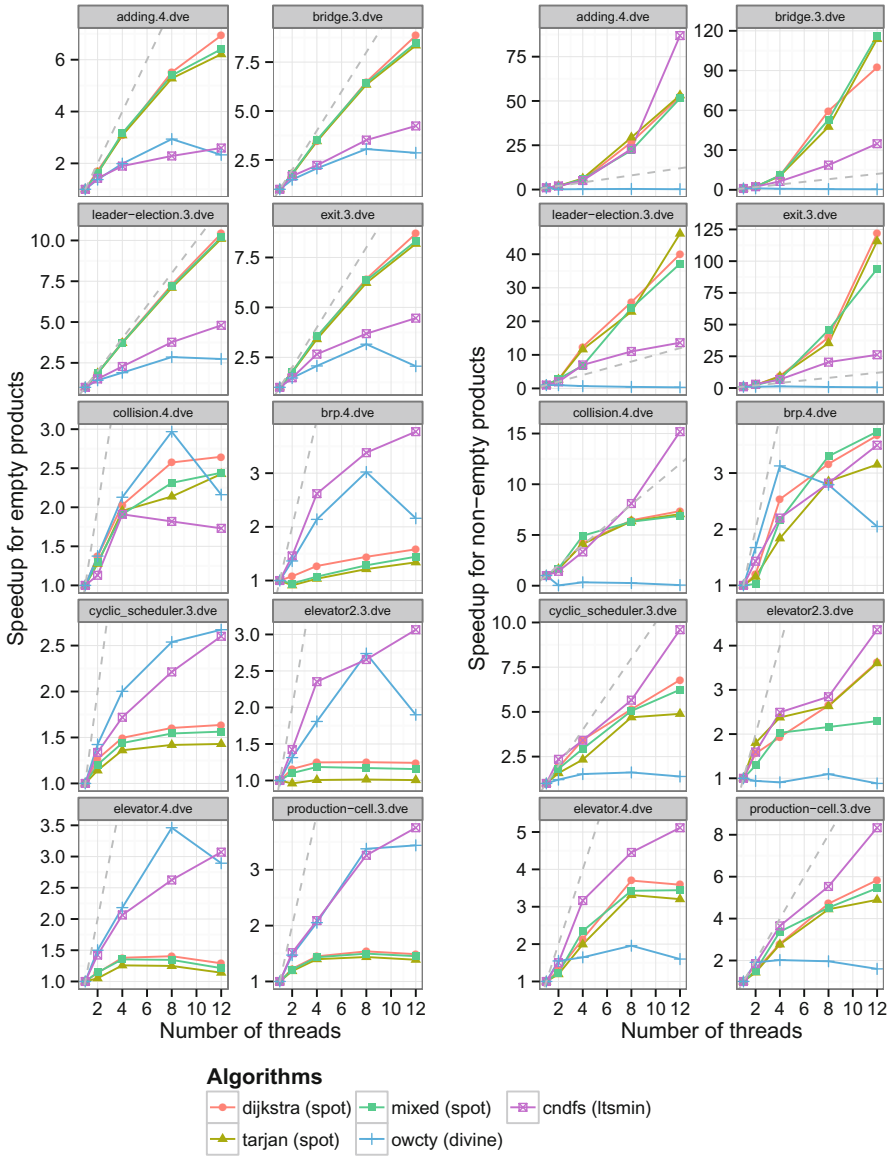 adding.4.dve
bridge.3.dve
adding.4.dve
bridge.3.dve
6
4
2
7.5
5.0
2.5
75
50
25
0
120
90
60
30
0
leader−election.3.dve
exit.3.dve
leader−election.3.dve
exit.3.dve
10.0
7.5
5.0
2.5
7.5
5.0
2.5
40
30
20
10
0
125
100
75
50
25
0
Speedup for empty products
Speedup for non−empty products
collision.4.dve
brp.4.dve
collision.4.dve
brp.4.dve
3.0
2.5
2.0
1.5
1.0
3
2
1
15
10
5
0
4
3
2
1
cyclic_scheduler.3.dve
elevator2.3.dve
cyclic_scheduler.3.dve
elevator2.3.dve
2.5
2.0
1.5
1.0
3.0
2.5
2.0
1.5
1.0
10.0
7.5
5.0
2.5
4
3
2
1
elevator.4.dve
production−cell.3.dve
elevator.4.dve
production−cell.3.dve
3.5
3.0
2.5
2.0
1.5
1.0
3
2
1
5
4
3
2
1
8
6
4
2
0 2 4 6 8 10 12
0 2 4 6 8 10 12
0 2 4 6 8 10 12
0 2 4 6 8 10 12
Number of threads
Number of threads
Algorithms
dijkstra (spot)
mixed (spot)
cndfs (ltsmin)
tarjan (spot)
owcty (divine)